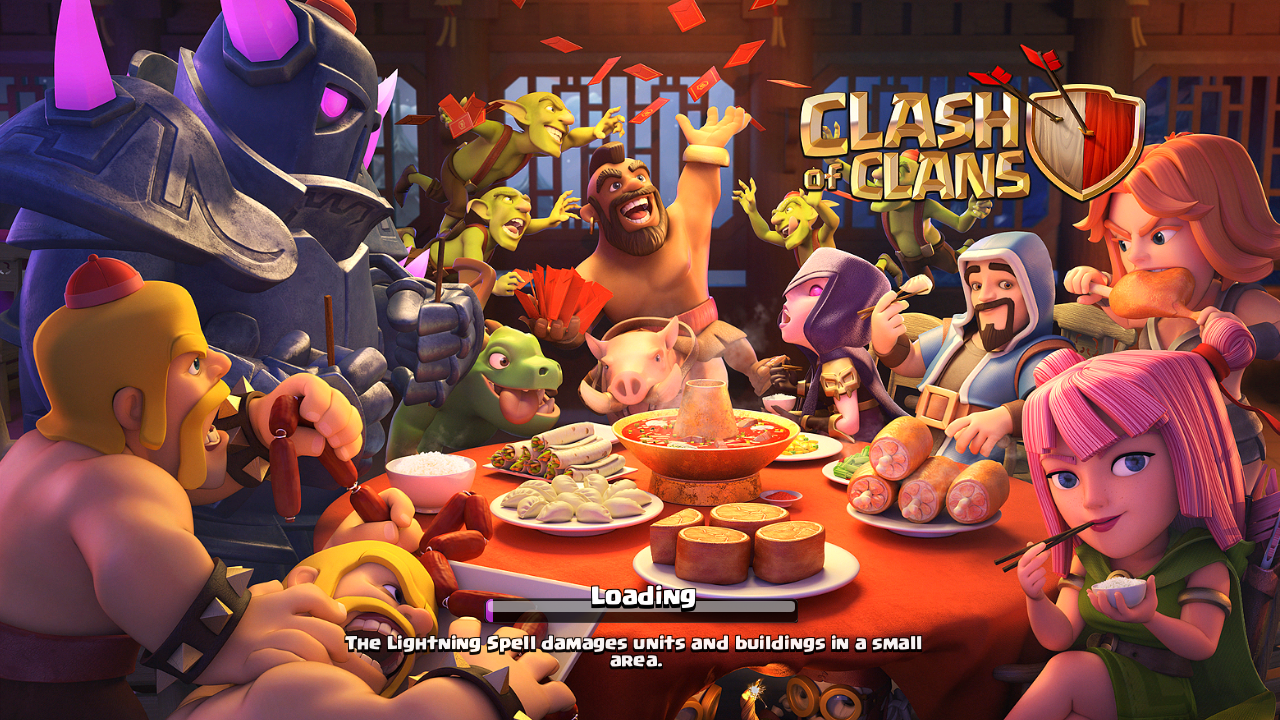 CLASH
of CLANS
Loading
The Lightning Spell damages units and buildings in a small
area.